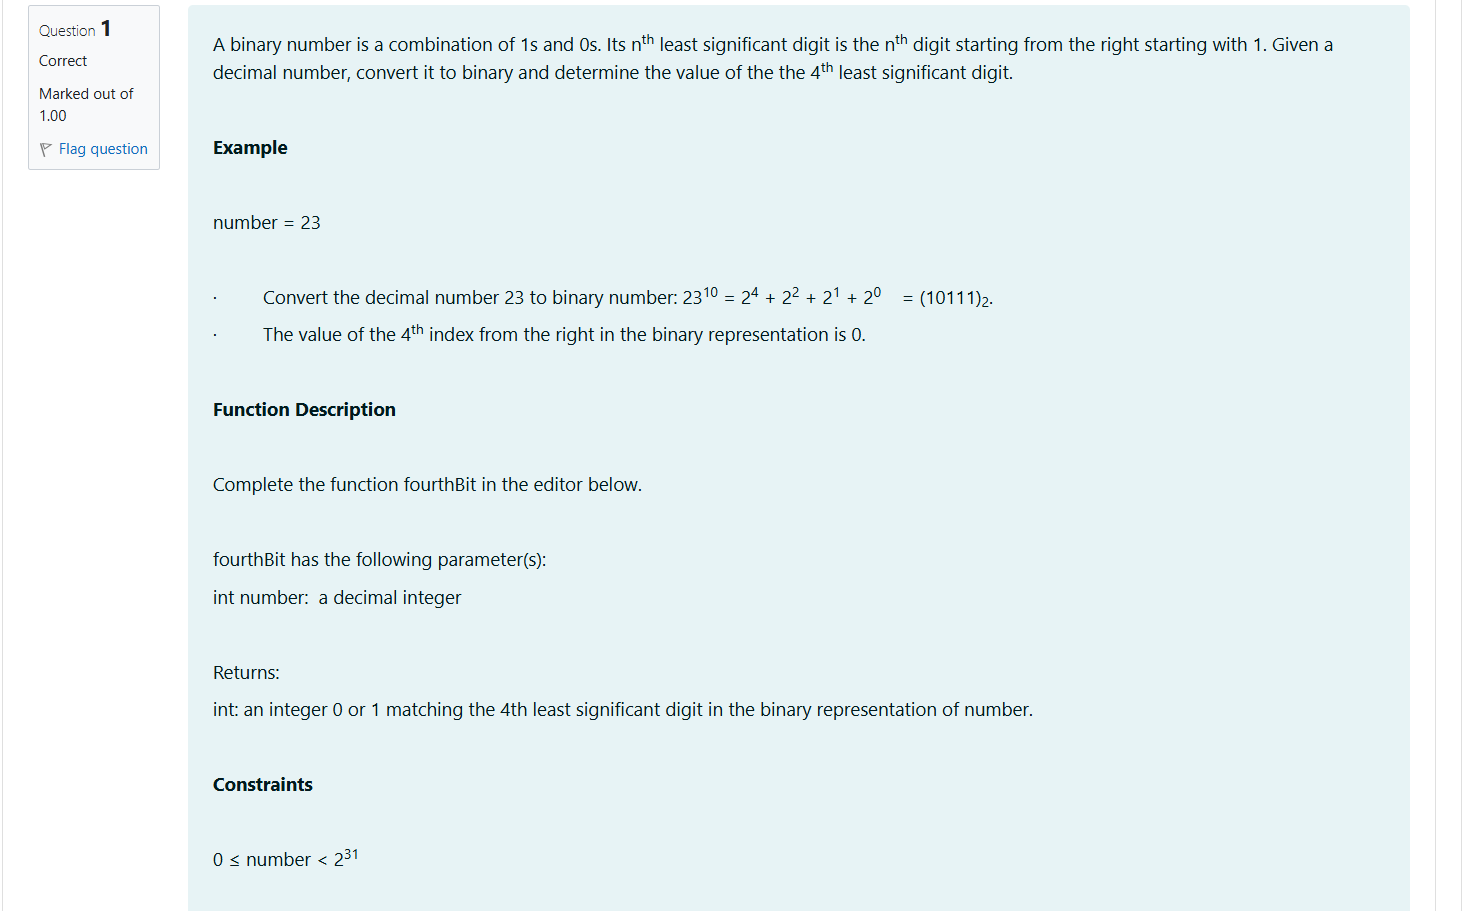 Question 1
Correct
Marked out of
1.00
Flag question
A binary number is a combination of 1s and 0s. Its nth least significant digit is the nth digit starting from the right starting with 1. Given a
decimal number, convert it to binary and determine the value of the the 4th least significant digit.
Example
number = 23
· Convert the decimal number 23 to binary number: 23¹⁰ = 2⁴ + 2² + 2¹ + 2⁰ = (10111)₂.
· The value of the 4th index from the right in the binary representation is 0.
Function Description
Complete the function fourthBit in the editor below.
fourthBit has the following parameter(s):
int number: a decimal integer
Returns:
int: an integer 0 or 1 matching the 4th least significant digit in the binary representation of number.
Constraints
0 ≤ number < 2³¹